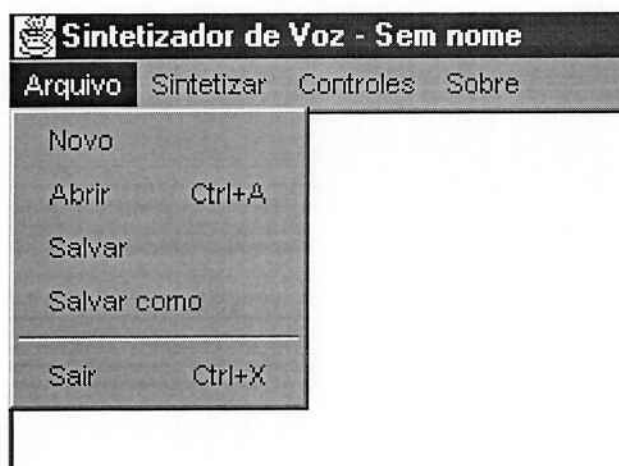 Sintetizador de Voz - Sem nome
Arquivo Sintetizar Controles Sobre
Novo
Abrir Ctrl+A
Salvar
Salvar como
Sair Ctrl+X